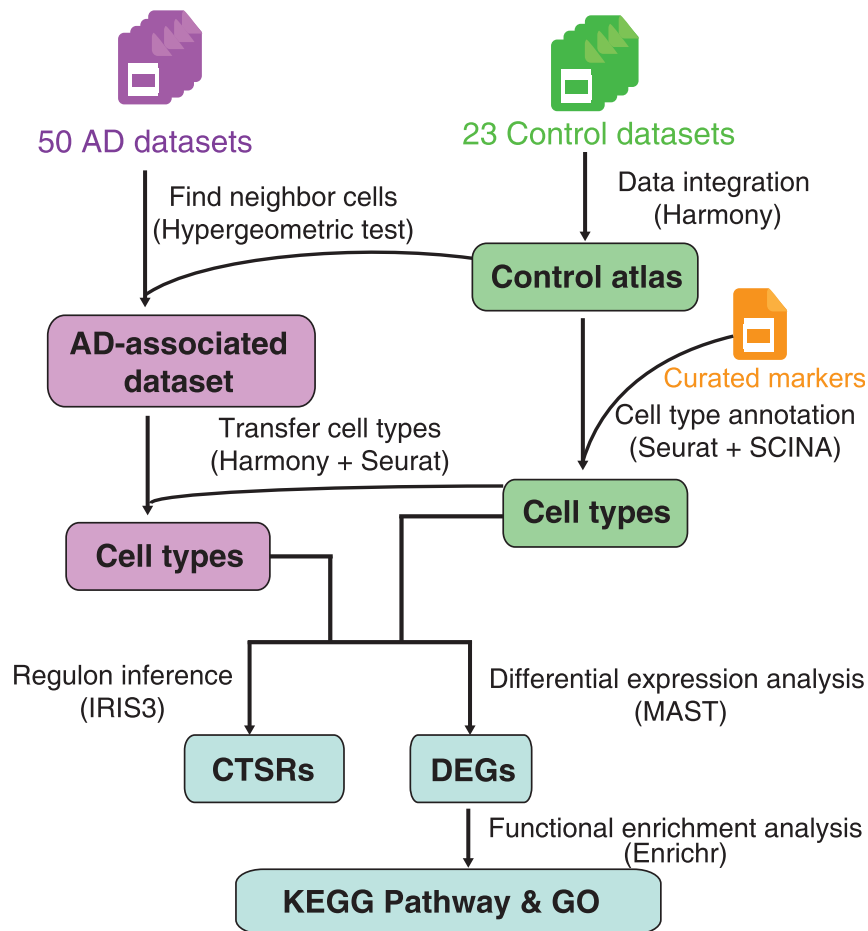 50 AD datasets
23 Control datasets
Find neighbor cells
(Hypergeometric test)
Data integration
(Harmony)
Control atlas
AD-associated
dataset
Curated markers
Transfer cell types
(Harmony + Seurat)
Cell type annotation
(Seurat + SCINA)
Cell types
Cell types
Regulon inference
(IRIS3)
Differential expression analysis
(MAST)
CTSRs
DEGs
Functional enrichment analysis
(Enrichr)
KEGG Pathway & GO